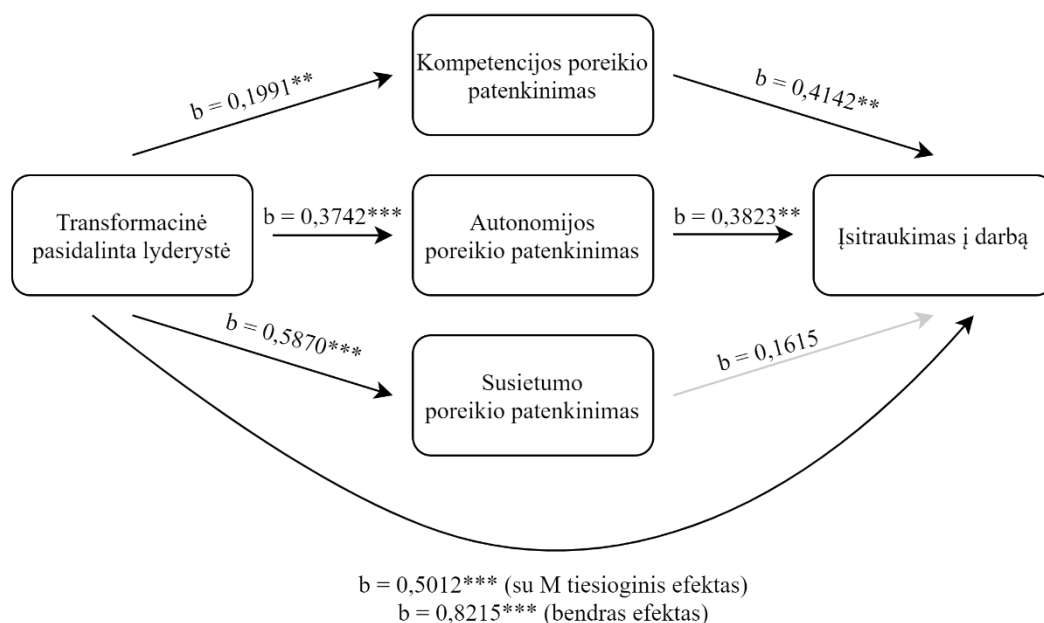 Kompetencijos poreikio
patenkinimas
b = 0,1991**
b = 0,4142**
Transformacinė
pasidalinta lyderystė
b = 0,3742***
Autonomijos
poreikio patenkinimas
b = 0,3823**
Įsitraukimas į darbą
b = 0,5870***
Susietumo
poreikio patenkinimas
b = 0,1615
b = 0,5012*** (su M tiesioginis efektas)
b = 0,8215*** (bendras efektas)